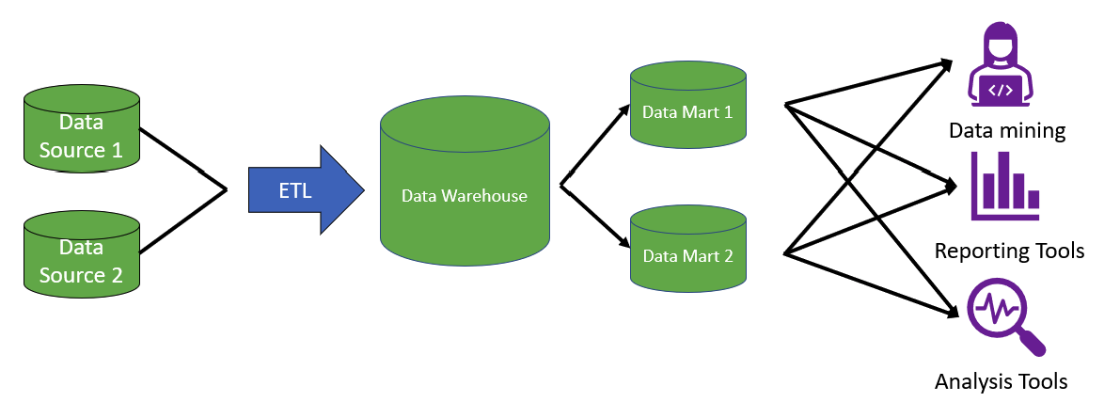 Data
Source 1
Data
Source 2
ETL
Data Warehouse
Data Mart 1
Data Mart 2
</>
Data mining
Reporting Tools
Analysis Tools